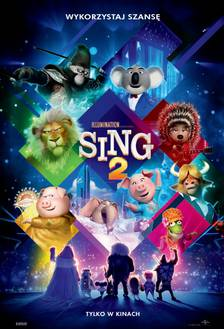 WYKORZYSTAJ SZANSĘ
ILLUMINATION
SING
2
TYLKO W KINACH